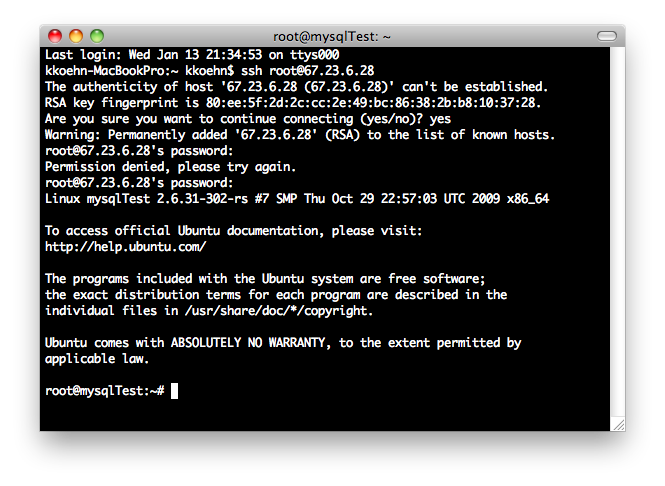 root@mysqlTest: ~
Last login: Wed Jan 13 21:34:53 on ttys000
kkoehn-MacBookPro:~ kkoehn$ ssh root@67.23.6.28
The authenticity of host '67.23.6.28 (67.23.6.28)' can't be established.
RSA key fingerprint is 80:ee:5f:2d:2c:cc:2e:49:bc:86:38:2b:b8:10:37:28.
Are you sure you want to continue connecting (yes/no)? yes
Warning: Permanently added '67.23.6.28' (RSA) to the list of known hosts.
root@67.23.6.28's password:
Permission denied, please try again.
root@67.23.6.28's password:
Linux mysqlTest 2.6.31-302-rs #7 SMP Thu Oct 29 22:57:03 UTC 2009 x86_64
To access official Ubuntu documentation, please visit:
http://help.ubuntu.com/
The programs included with the Ubuntu system are free software;
the exact distribution terms for each program are described in the
individual files in /usr/share/doc/*/copyright.
Ubuntu comes with ABSOLUTELY NO WARRANTY, to the extent permitted by
applicable law.
root@mysqlTest:~#